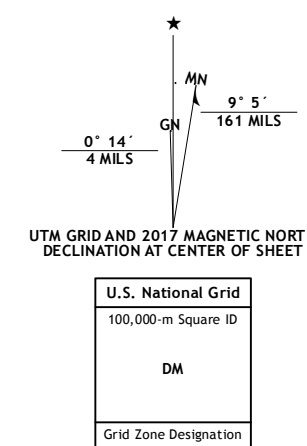 ★
MN
9° 5´
161 MILS
GN
0° 14´
4 MILS
UTM GRID AND 2017 MAGNETIC NORT
DECLINATION AT CENTER OF SHEET
U.S. National Grid
100,000-m Square ID
DM
Grid Zone Designation